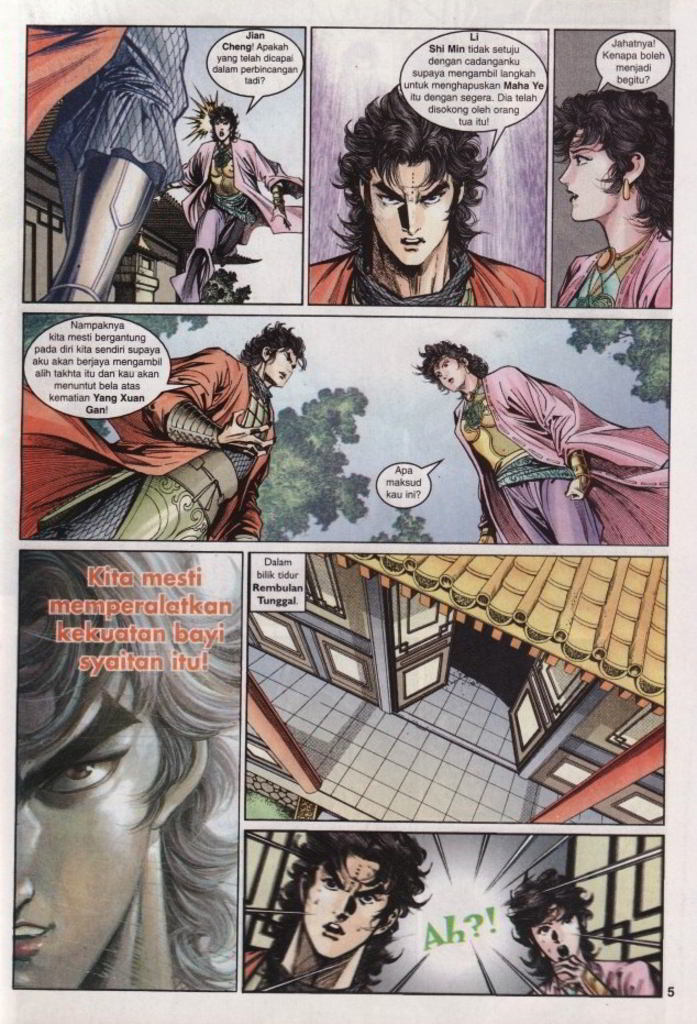 Jian
Cheng! Apakah
yang telah dicapai
dalam perbincangan
tadi?
Li
Shi Min tidak setuju
dengan cadanganku
supaya mengambil langkah
untuk menghapuskan Maha Ye
itu dengan segera. Dia telah
disokong oleh orang
tua itu!
Jahatnya!
Kenapa boleh
menjadi
begitu?
Nampaknya
kita mesti bergantung
pada diri kita sendiri supaya
aku akan berjaya mengambil
alih takhta itu dan kau akan
menuntut bela atas
kematian Yang Xuan
Gan!
Apa
maksud
kau ini?
Kita mesti
memperalatkan
kekuatan bayi
syaitan itu!
Dalam
bilik tidur
Rembulan
Tunggal.
Ah?!
5